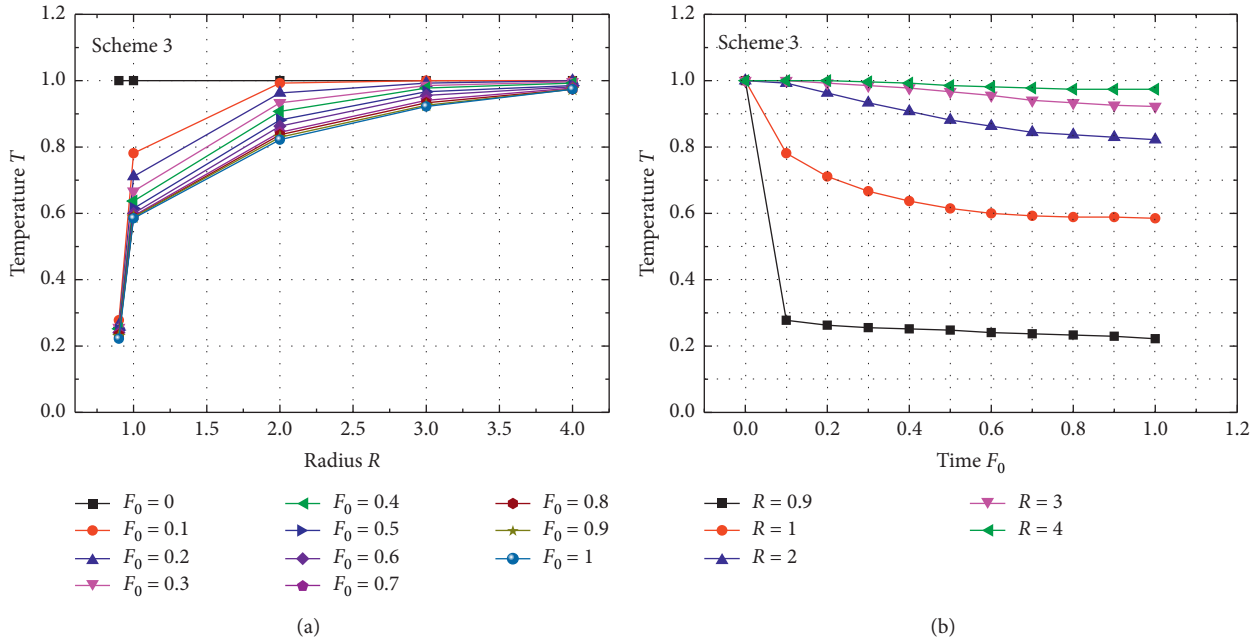 Scheme 3
Temperature T
1.2
1.0
0.8
0.6
0.4
0.2
0.0
1.0 1.5 2.0 2.5 3.0 3.5 4.0
Radius R
F0 = 0
F0 = 0.1
F0 = 0.2
F0 = 0.3
F0 = 0.4
F0 = 0.5
F0 = 0.6
F0 = 0.7
F0 = 0.8
F0 = 0.9
F0 = 1
(a)
Scheme 3
Temperature T
1.2
1.0
0.8
0.6
0.4
0.2
0.0
0.0 0.2 0.4 0.6 0.8 1.0 1.2
Time F0
R = 0.9
R = 1
R = 2
R = 3
R = 4
(b)